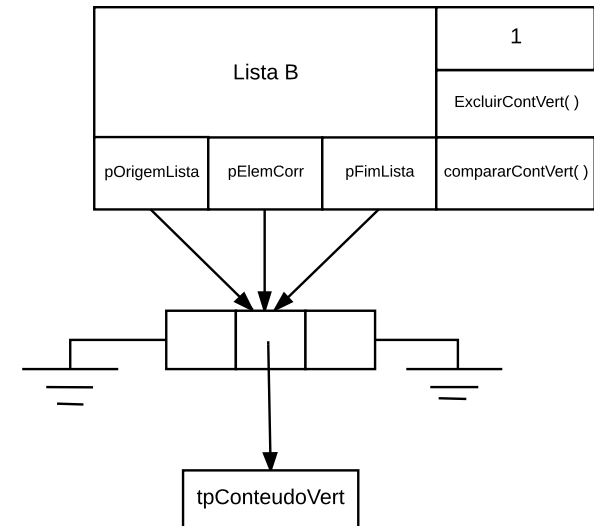 Lista B
1
ExcluirContVert( )
pOrigemLista
pElemCorr
pFimLista
compararContVert( )
tpConteudoVert